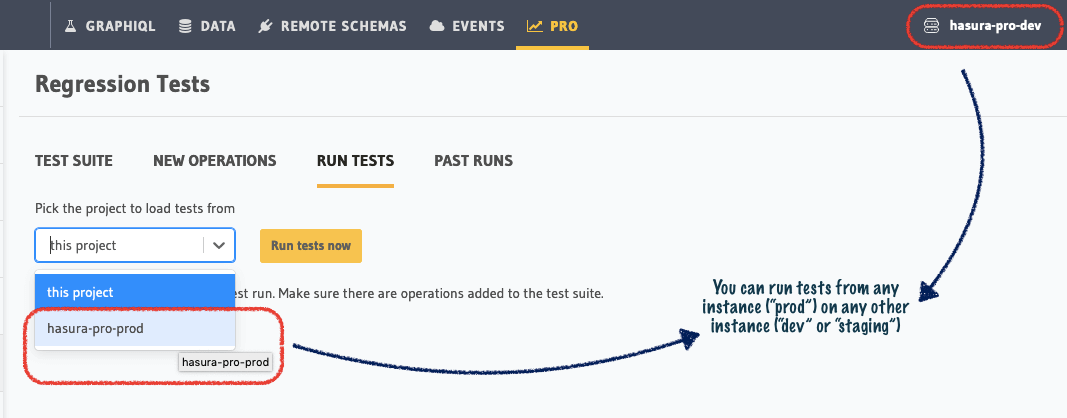 GRAPHIQL DATA REMOTE SCHEMAS EVENTS PRO hasura-pro-dev
Regression Tests
TEST SUITE NEW OPERATIONS RUN TESTS PAST RUNS
Pick the project to load tests from
this project Run tests now
this project
est run. Make sure there are operations added to the test suite.
hasura-pro-prod
hasura-pro-prod
You can run tests from any
instance ("prod") on any other
instance ("dev" or "staging")